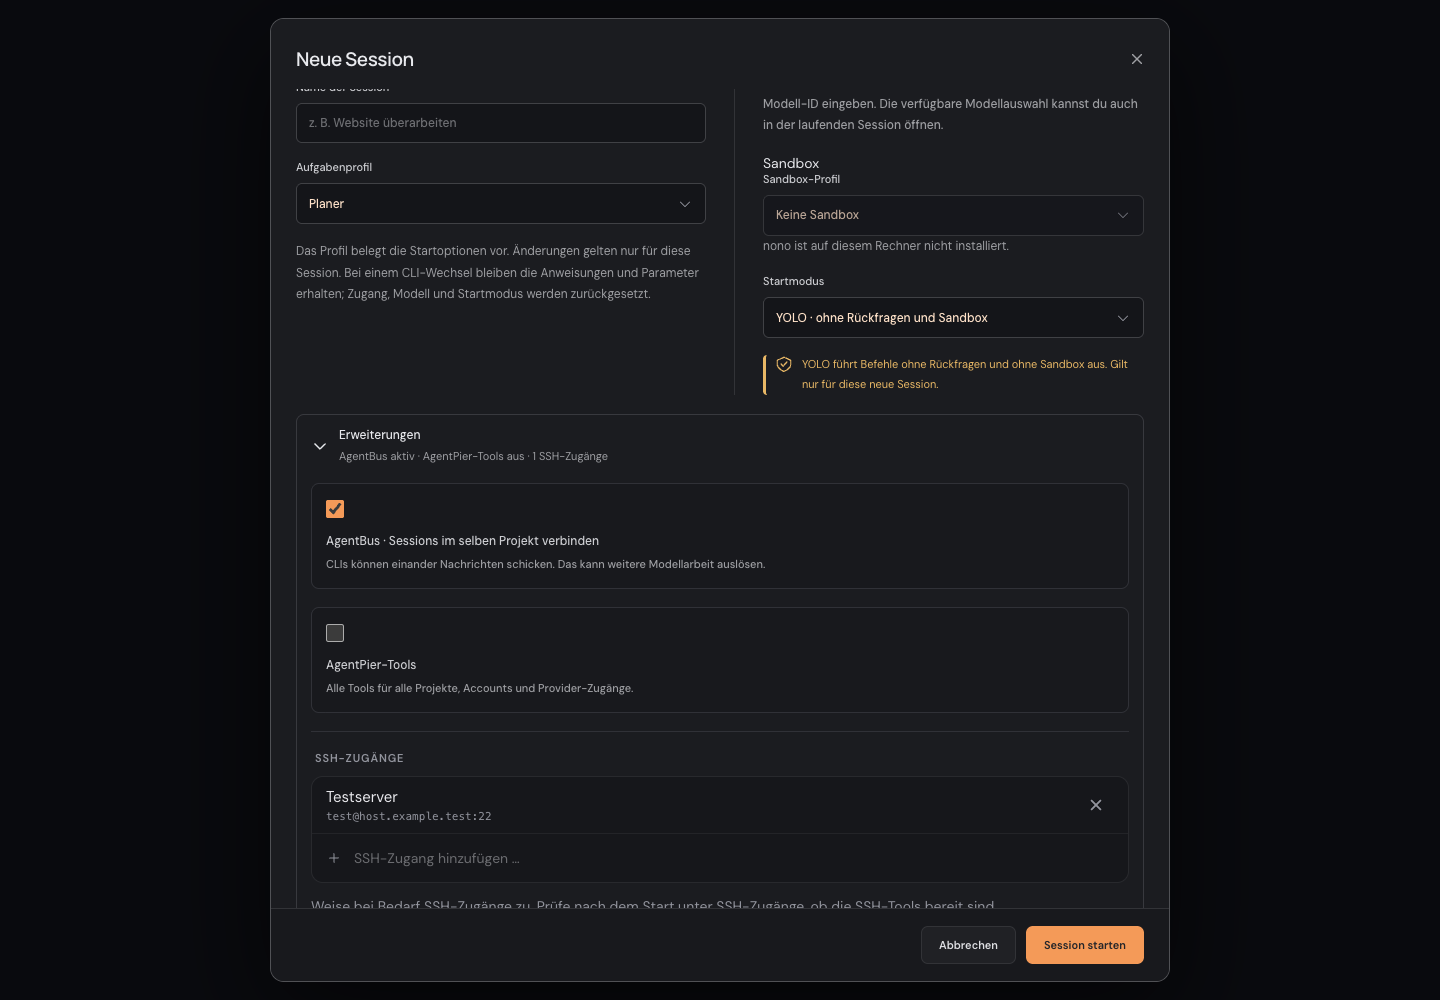 Neue Session
Name der Session
z. B. Website überarbeiten
Aufgabenprofil
Planer
Das Profil belegt die Startoptionen vor. Änderungen gelten nur für diese
Session. Bei einem CLI-Wechsel bleiben die Anweisungen und Parameter
erhalten; Zugang, Modell und Startmodus werden zurückgesetzt.
Modell-ID eingeben. Die verfügbare Modellauswahl kannst du auch
in der laufenden Session öffnen.
Sandbox
Sandbox-Profil
Keine Sandbox
nono ist auf diesem Rechner nicht installiert.
Startmodus
YOLO · ohne Rückfragen und Sandbox
YOLO führt Befehle ohne Rückfragen und ohne Sandbox aus. Gilt
nur für diese neue Session.
Erweiterungen
AgentBus aktiv · AgentPier-Tools aus · 1 SSH-Zugänge
AgentBus · Sessions im selben Projekt verbinden
CLIs können einander Nachrichten schicken. Das kann weitere Modellarbeit auslösen.
AgentPier-Tools
Alle Tools für alle Projekte, Accounts und Provider-Zugänge.
SSH-ZUGÄNGE
Testserver
test@host.example.test:22
SSH-Zugang hinzufügen …
Weise bei Bedarf SSH-Zugänge zu. Prüfe nach dem Start unter SSH-Zugänge, ob die SSH-Tools bereit sind.
Abbrechen
Session starten